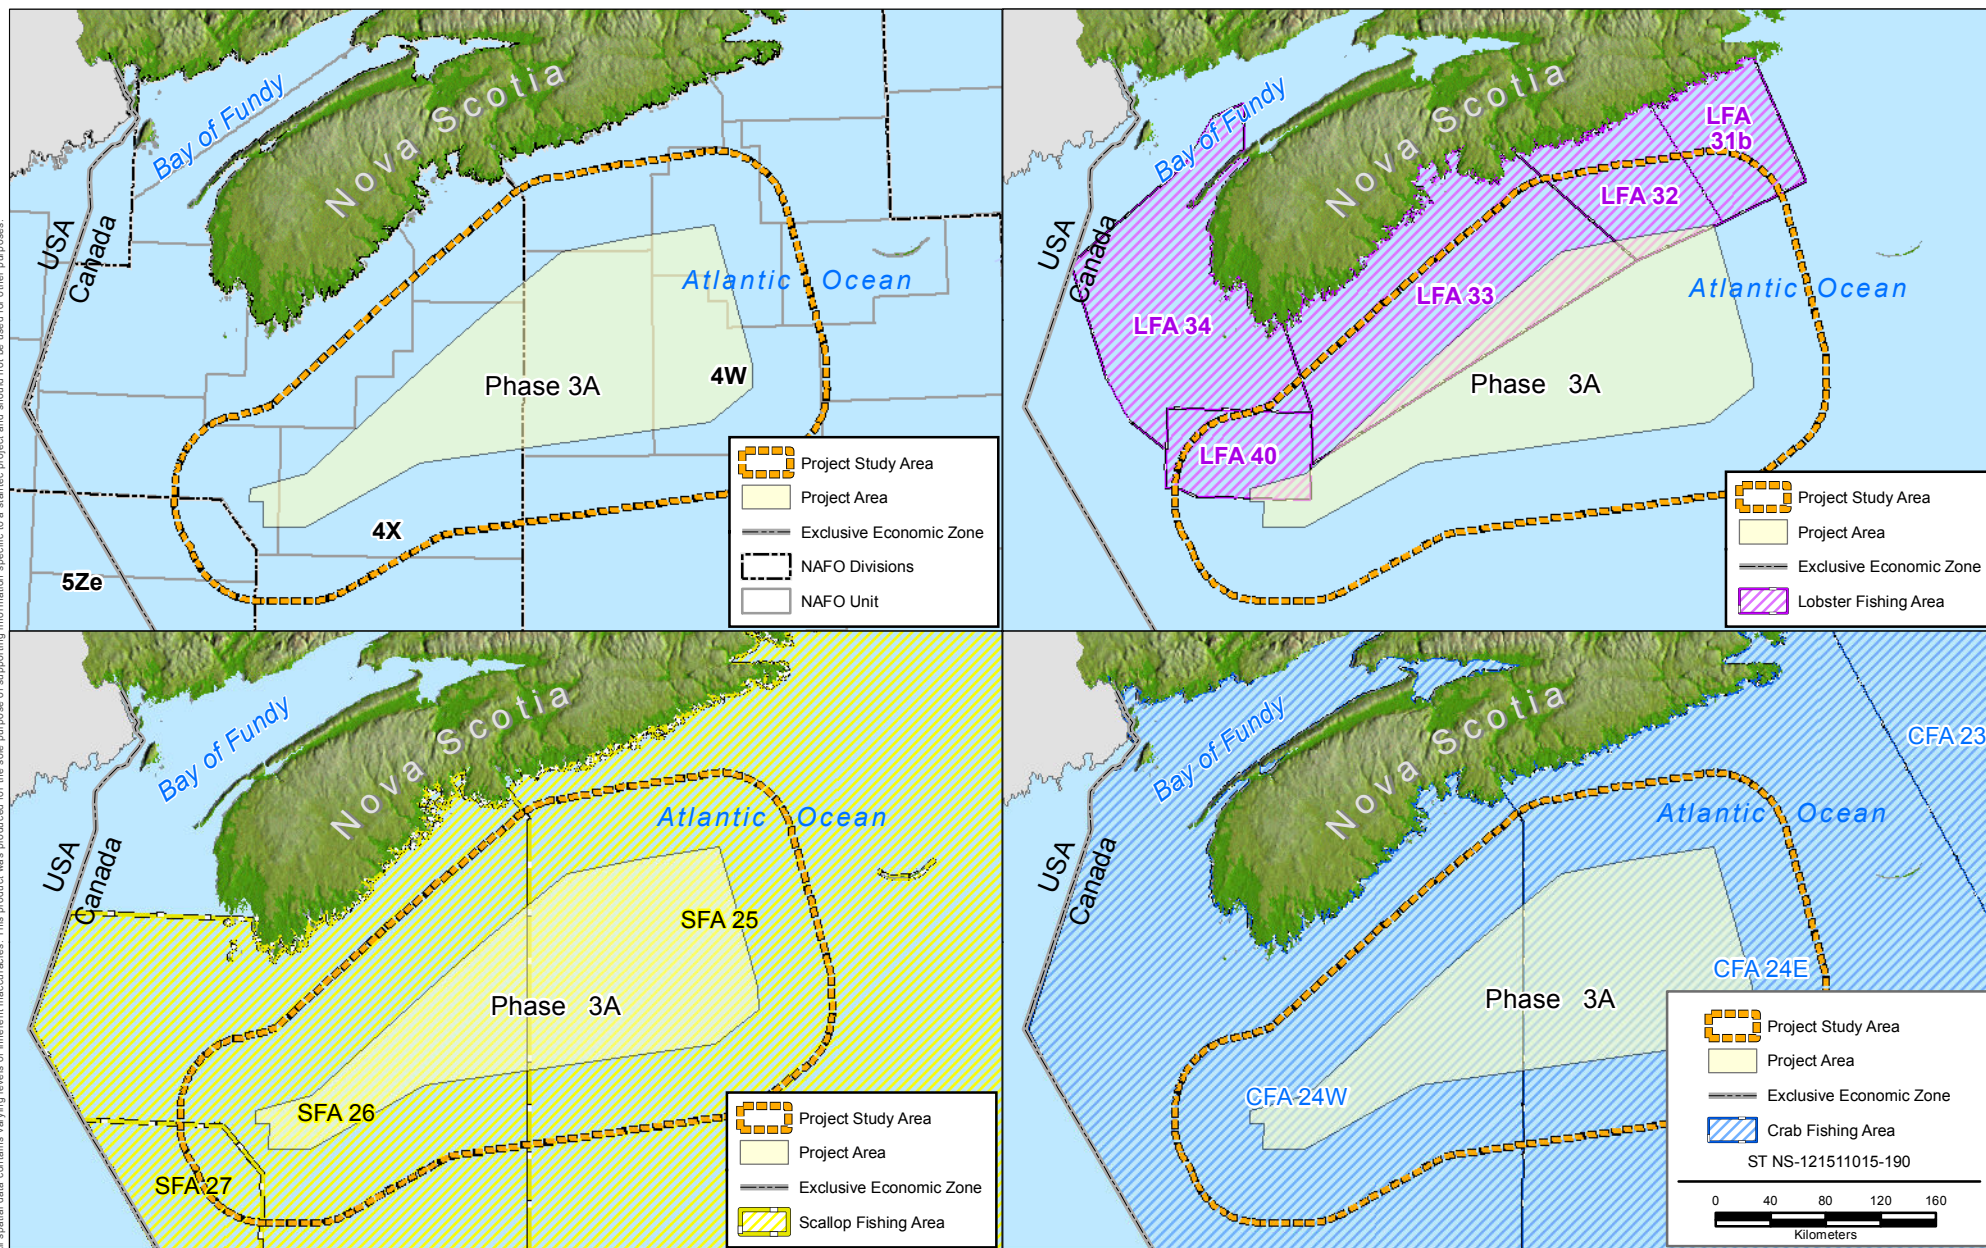 Bay of Fundy
Nova Scotia
USA
Canada
Atlantic Ocean
Phase 3A
4W
4X
5Ze
Project Study Area
Project Area
Exclusive Economic Zone
NAFO Divisions
NAFO Unit
Bay of Fundy
Nova Scotia
LFA
31b
LFA 32
USA
Canada
Atlantic Ocean
LFA 33
LFA 34
Phase 3A
LFA 40
Project Study Area
Project Area
Exclusive Economic Zone
Lobster Fishing Area
Bay of Fundy
Nova Scotia
USA
Canada
Atlantic Ocean
SFA 25
Phase 3A
SFA 26
SFA 27
Project Study Area
Project Area
Exclusive Economic Zone
Scallop Fishing Area
Bay of Fundy
Nova Scotia
CFA 23
USA
Canada
Atlantic Ocean
CFA 24E
Phase 3A
CFA 24W
Project Study Area
Project Area
Exclusive Economic Zone
Crab Fishing Area
ST NS-121511015-190
0 40 80 120 160
Kilometers